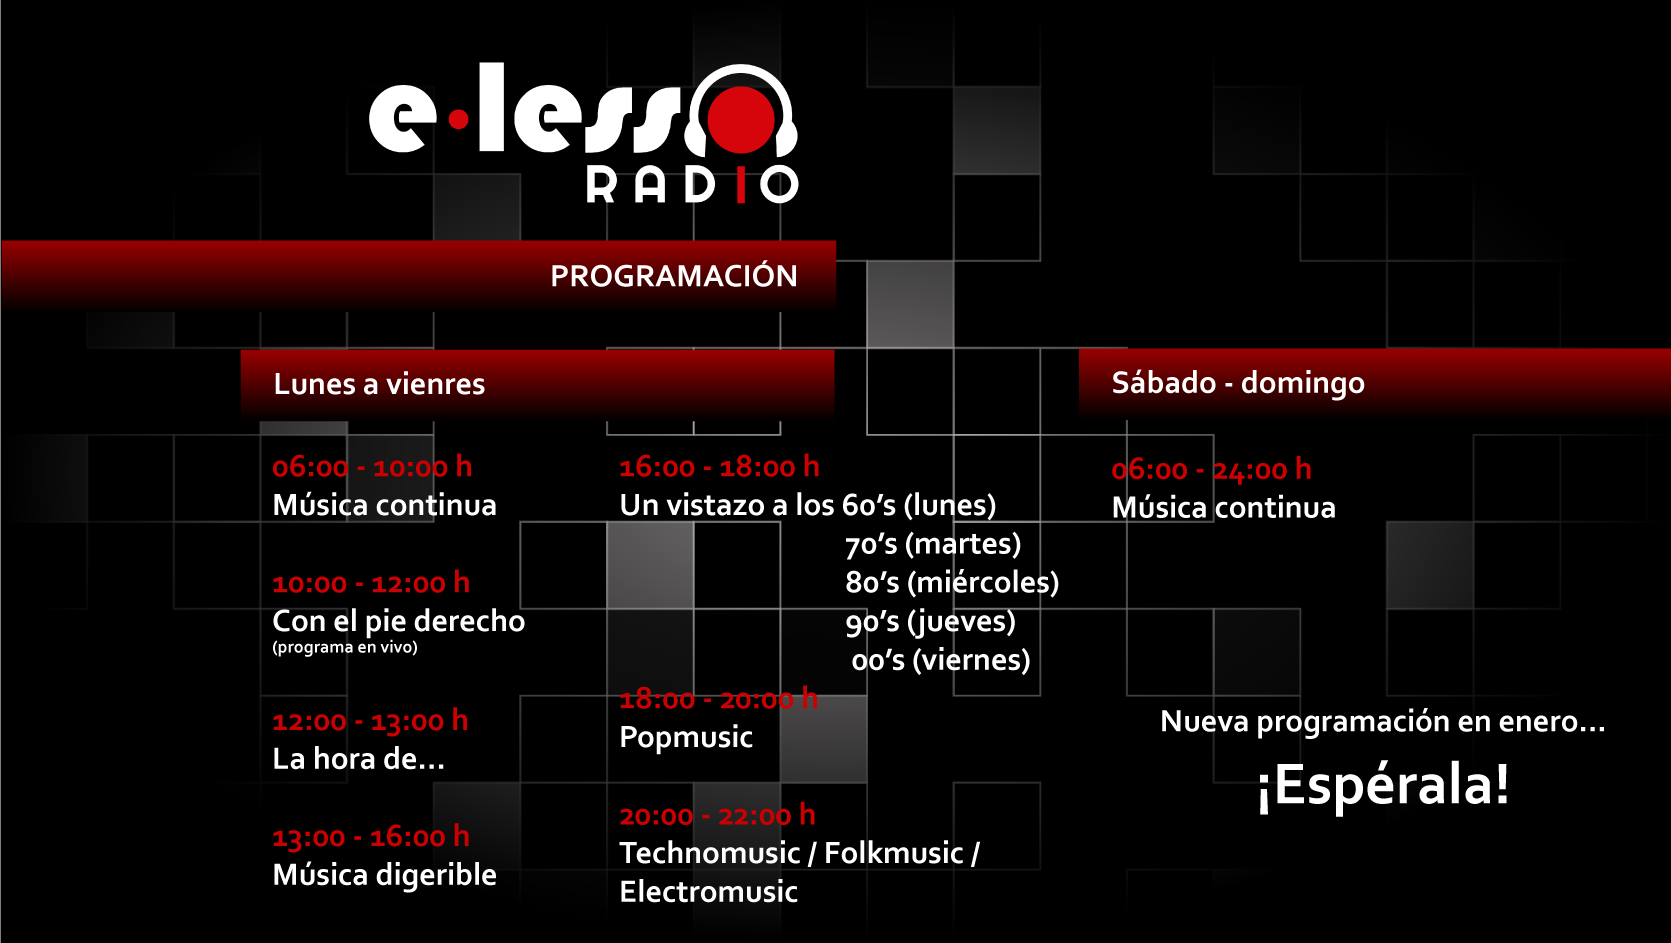 e·lesso
RADIO
PROGRAMACIÓN
Lunes a vienres
06:00 - 10:00 h
Música continua
10:00 - 12:00 h
Con el pie derecho
(programa en vivo)
12:00 - 13:00 h
La hora de...
13:00 - 16:00 h
Música digerible
16:00 - 18:00 h
Un vistazo a los 60's (lunes)
70's (martes)
80's (miércoles)
90's (jueves)
00's (viernes)
18:00 - 20:00 h
Popmusic
20:00 - 22:00 h
Technomusic / Folkmusic /
Electromusic
Sábado - domingo
06:00 - 24:00 h
Música continua
Nueva programación en enero...
¡Espérala!